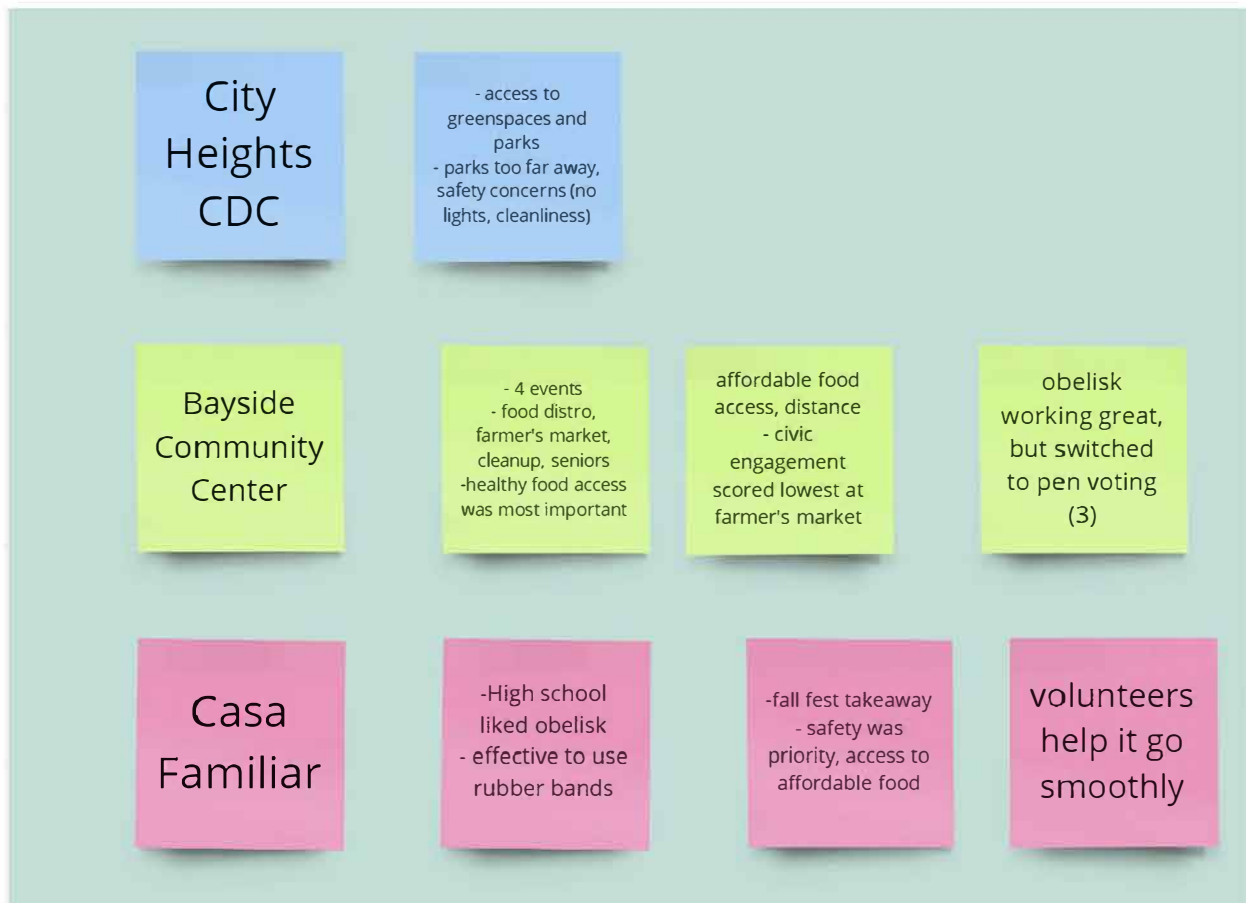 City
Heights
CDC
- access to
greenspaces and
parks
- parks too far away,
safety concerns (no
lights, cleanliness)
Bayside
Community
Center
- 4 events
- food distro,
farmer's market,
cleanup, seniors
-healthy food access
was most important
affordable food
access, distance
- civic
engagement
scored lowest at
farmer's market
obelisk
working great,
but switched
to pen voting
(3)
Casa
Familiar
-High school
liked obelisk
- effective to use
rubber bands
-fall fest takeaway
- safety was
priority, access to
affordable food
volunteers
help it go
smoothly